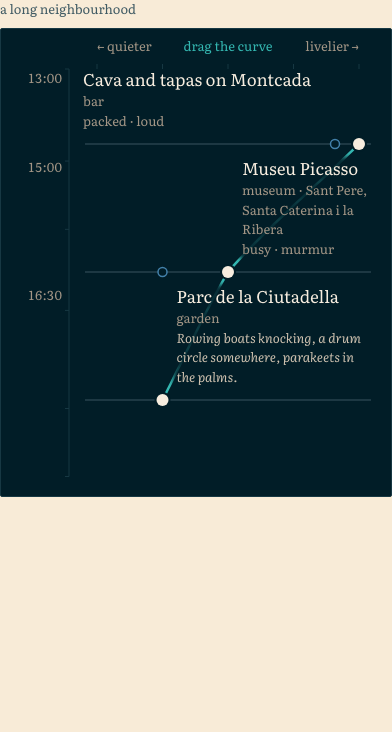 a long neighbourhood
← quieter drag the curve livelier →
13:00 Cava and tapas on Montcada
bar
packed · loud
15:00 Museu Picasso
museum · Sant Pere,
Santa Caterina i la
Ribera
busy · murmur
16:30 Parc de la Ciutadella
garden
Rowing boats knocking, a drum
circle somewhere, parakeets in
the palms.